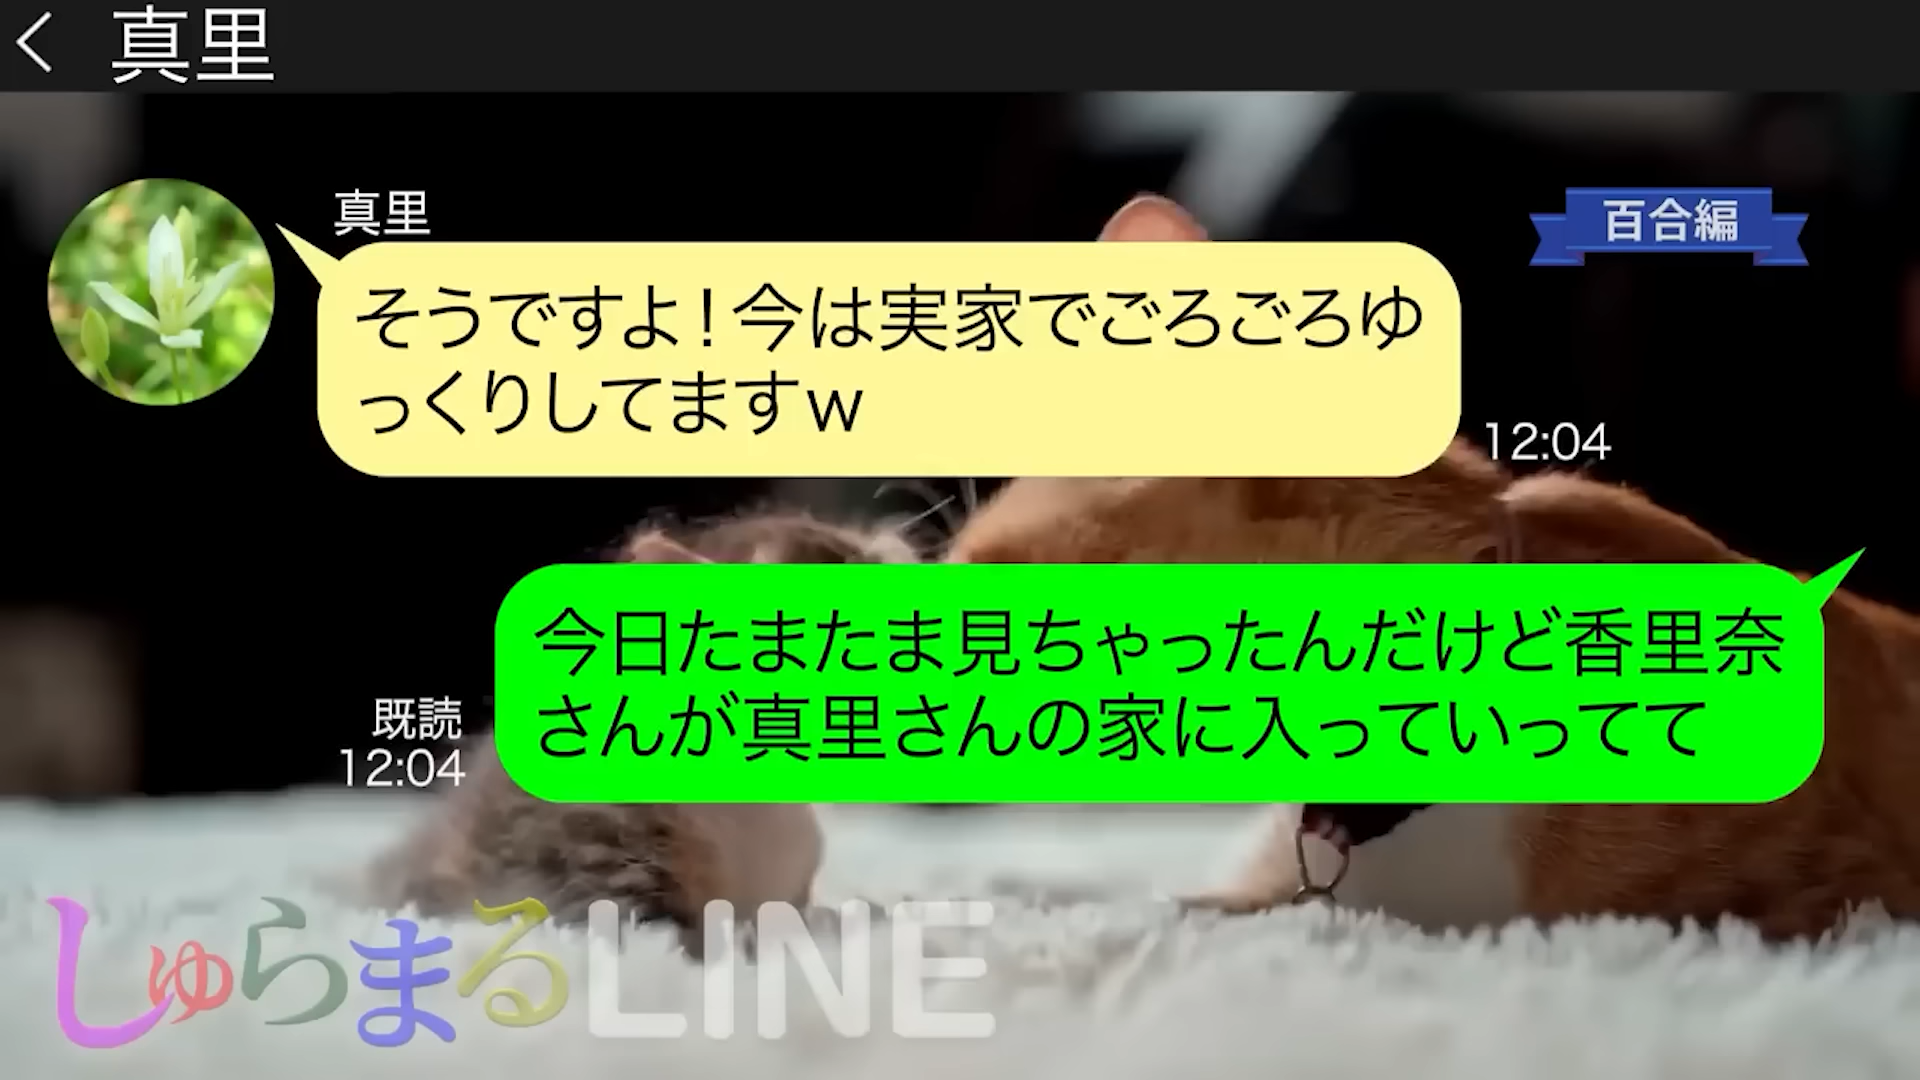 真里
真里
百合編
そうですよ！今は実家でごろごろゆ
っくりしてますw
12:04
今日たまたま見ちゃったんだけど香里奈
さんが真里さんの家に入っていってて
既読
12:04
しゅらまるLINE